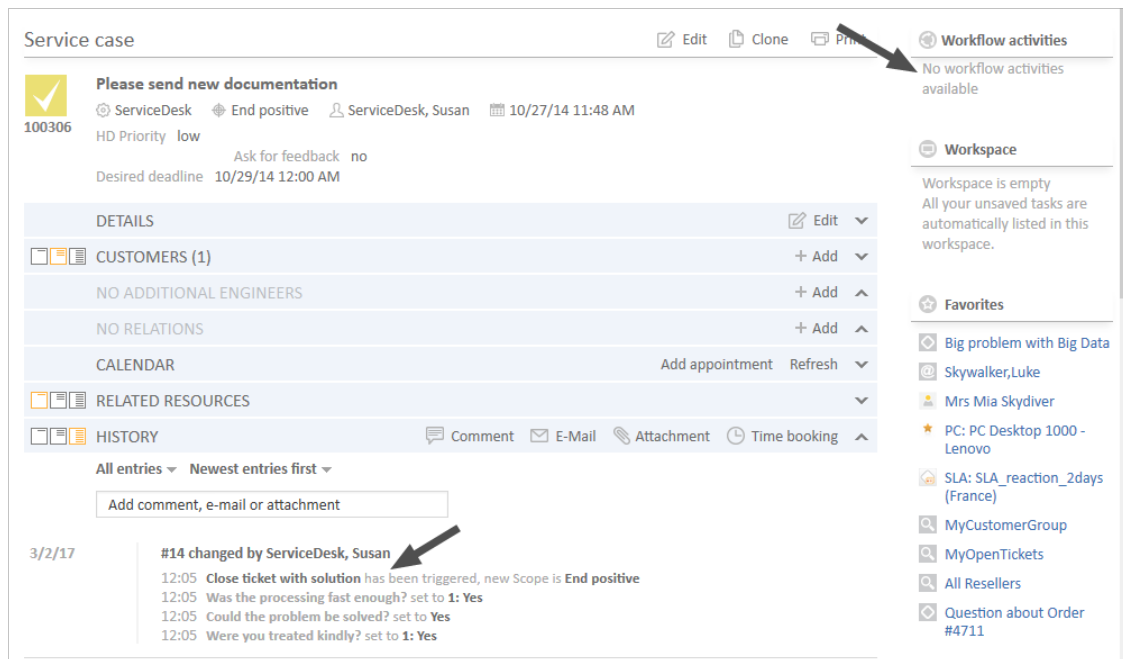 Service case
Edit Clone Print
Please send new documentation
ServiceDesk End positive ServiceDesk, Susan 10/27/14 11:48 AM
100306
HD Priority low
Ask for feedback no
Desired deadline 10/29/14 12:00 AM
DETAILS Edit
CUSTOMERS (1) + Add
NO ADDITIONAL ENGINEERS + Add
NO RELATIONS + Add
CALENDAR Add appointment Refresh
RELATED RESOURCES
HISTORY Comment E-Mail Attachment Time booking
All entries Newest entries first
Add comment, e-mail or attachment
3/2/17 #14 changed by ServiceDesk, Susan
12:05 Close ticket with solution has been triggered, new Scope is End positive
12:05 Was the processing fast enough? set to 1: Yes
12:05 Could the problem be solved? set to Yes
12:05 Were you treated kindly? set to 1: Yes
Workflow activities
No workflow activities
available
Workspace
Workspace is empty
All your unsaved tasks are
automatically listed in this
workspace.
Favorites
Big problem with Big Data
Skywalker,Luke
Mrs Mia Skydiver
PC: PC Desktop 1000 -
Lenovo
SLA: SLA_reaction_2days
(France)
MyCustomerGroup
MyOpenTickets
All Resellers
Question about Order
#4711